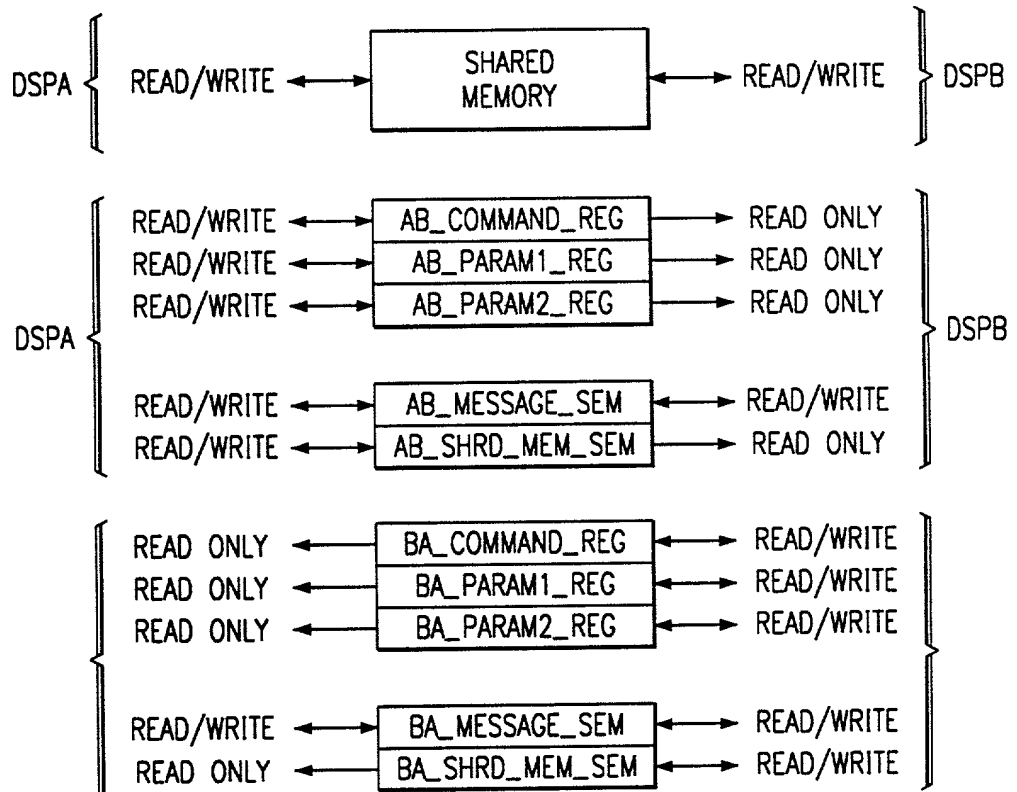 DSPA READ/WRITE SHARED MEMORY READ/WRITE DSPB
READ/WRITE AB_COMMAND_REG READ ONLY
READ/WRITE AB_PARAM1_REG READ ONLY
READ/WRITE AB_PARAM2_REG READ ONLY
DSPA DSPB
READ/WRITE AB_MESSAGE_SEM READ/WRITE
READ/WRITE AB_SHRD_MEM_SEM READ ONLY
READ ONLY BA_COMMAND_REG READ/WRITE
READ ONLY BA_PARAM1_REG READ/WRITE
READ ONLY BA_PARAM2_REG READ/WRITE
READ/WRITE BA_MESSAGE_SEM READ/WRITE
READ ONLY BA_SHRD_MEM_SEM READ/WRITE